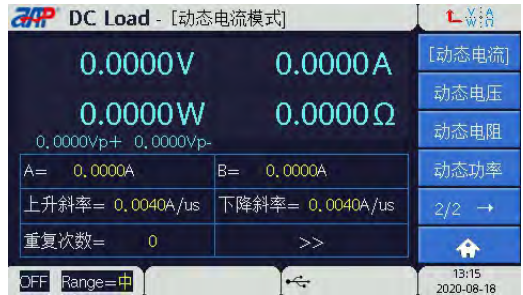 AAP DC Load - [动态电流模式]
V A
W Ω
0.0000V 0.0000A
[动态电流]
动态电压
0.0000W 0.0000Ω
动态电阻
0.0000Vp+ 0.0000Vp-
A= 0.0000A B= 0.0000A
动态功率
上升斜率= 0.0040A/us 下降斜率= 0.0040A/us
2/2 →
重复次数= 0 >>
OFF Range=中
13:15
2020-08-18